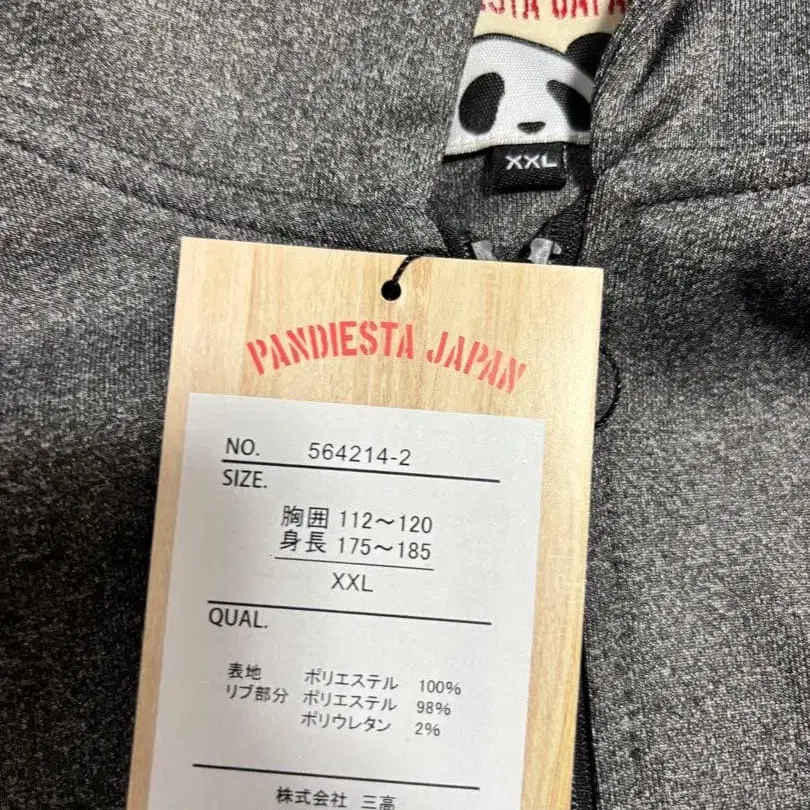 XXL
PANDIESTA JAPAN
NO. 564214-2
SIZE.
胸囲 112～120
身長 175～185
XXL
QUAL.
表地 ポリエステル 100%
リブ部分 ポリエステル 98%
ポリウレタン 2%
株式会社 三高